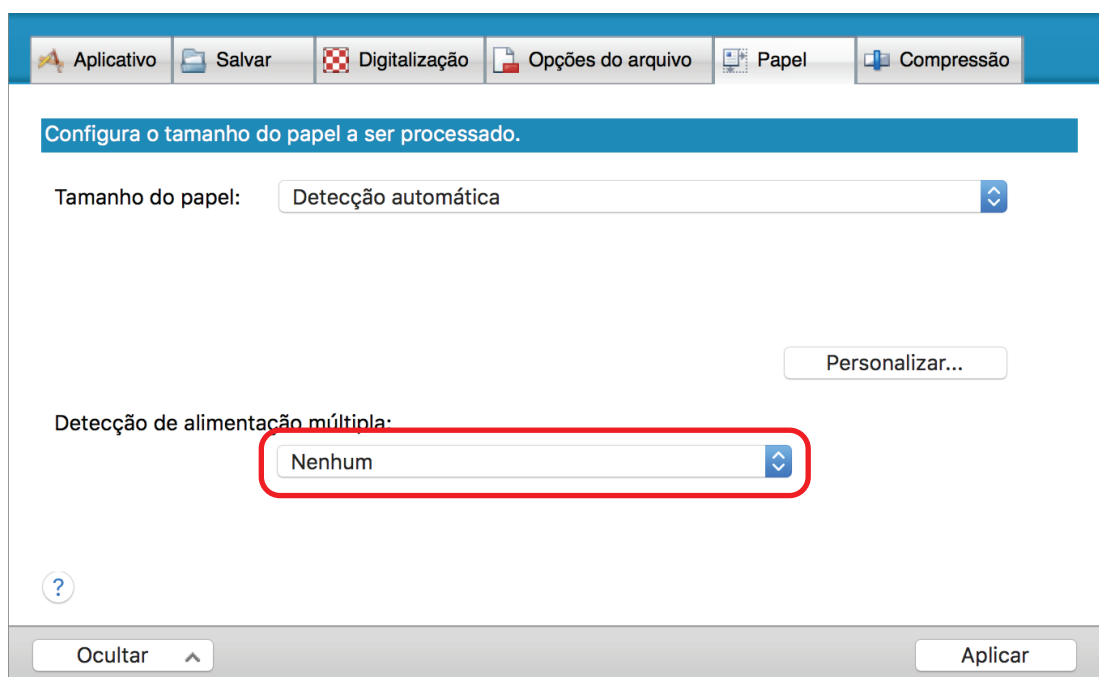 Aplicativo Salvar Digitalização Opções do arquivo Papel Compressão
Configura o tamanho do papel a ser processado.
Tamanho do papel: Detecção automática
Personalizar...
Detecção de alimentação múltipla:
Nenhum
?
Ocultar Aplicar